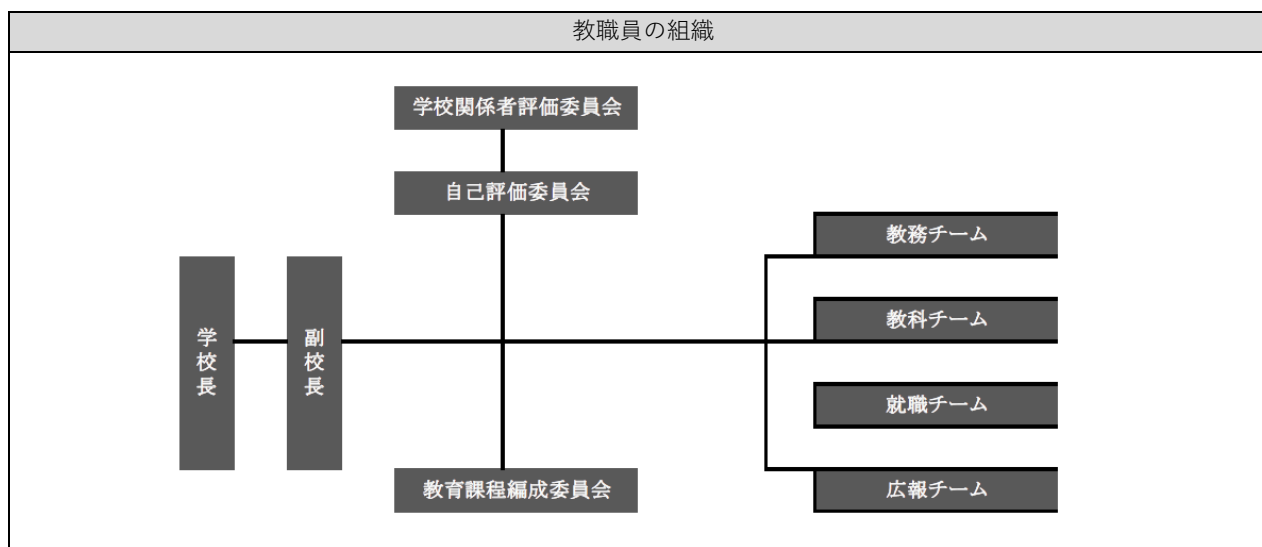 教職員の組織
学校関係者評価委員会
自己評価委員会
学校長
副校長
教務チーム
教科チーム
就職チーム
広報チーム
教育課程編成委員会